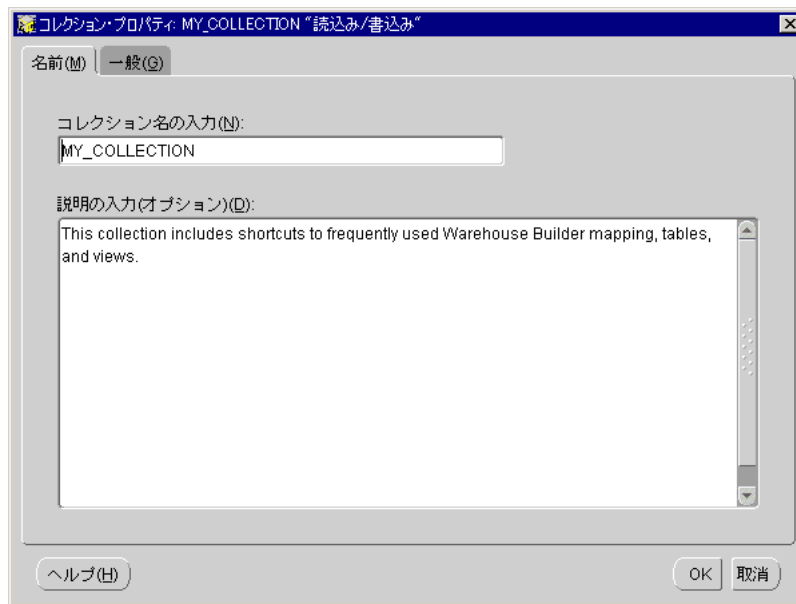 コレクション・プロパティ: MY_COLLECTION “読込み/書込み”
名前(M) 一般(G)
コレクション名の入力(N):
MY_COLLECTION
説明の入力(オプション)(D):
This collection includes shortcuts to frequently used Warehouse Builder mapping, tables,
and views.
ヘルプ(H) OK 取消